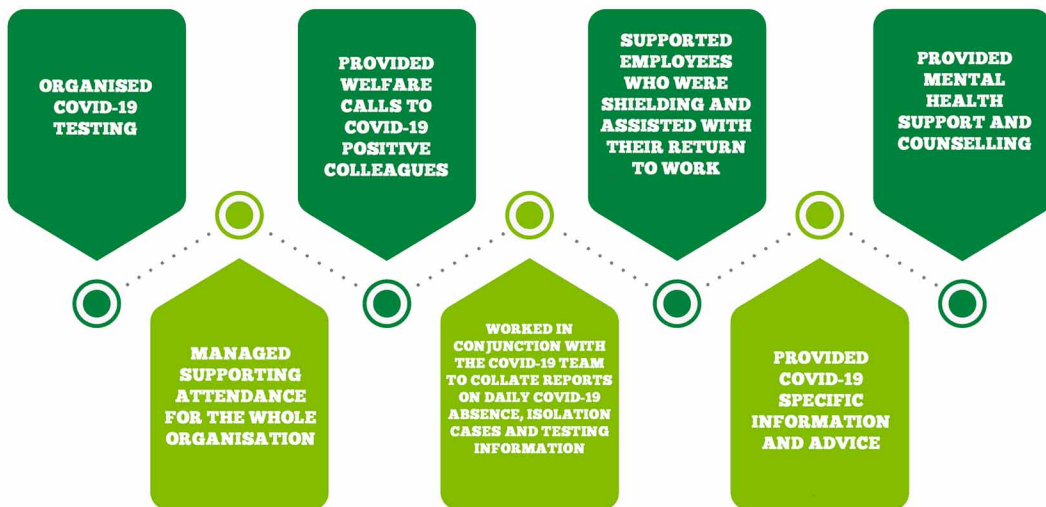 ORGANISED
COVID-19
TESTING
MANAGED
SUPPORTING
ATTENDANCE
FOR THE WHOLE
ORGANISATION
PROVIDED
WELFARE
CALLS TO
COVID-19
POSITIVE
COLLEAGUES
WORKED IN
CONJUNCTION WITH
THE COVID-19 TEAM
TO COLLATE REPORTS
ON DAILY COVID-19
ABSENCE, ISOLATION
CASES AND TESTING
INFORMATION
SUPPORTED
EMPLOYEES
WHO WERE
SHIELDING AND
ASSISTED WITH
THEIR RETURN
TO WORK
PROVIDED
COVID-19
SPECIFIC
INFORMATION
AND ADVICE
PROVIDED
MENTAL
HEALTH
SUPPORT AND
COUNSELLING